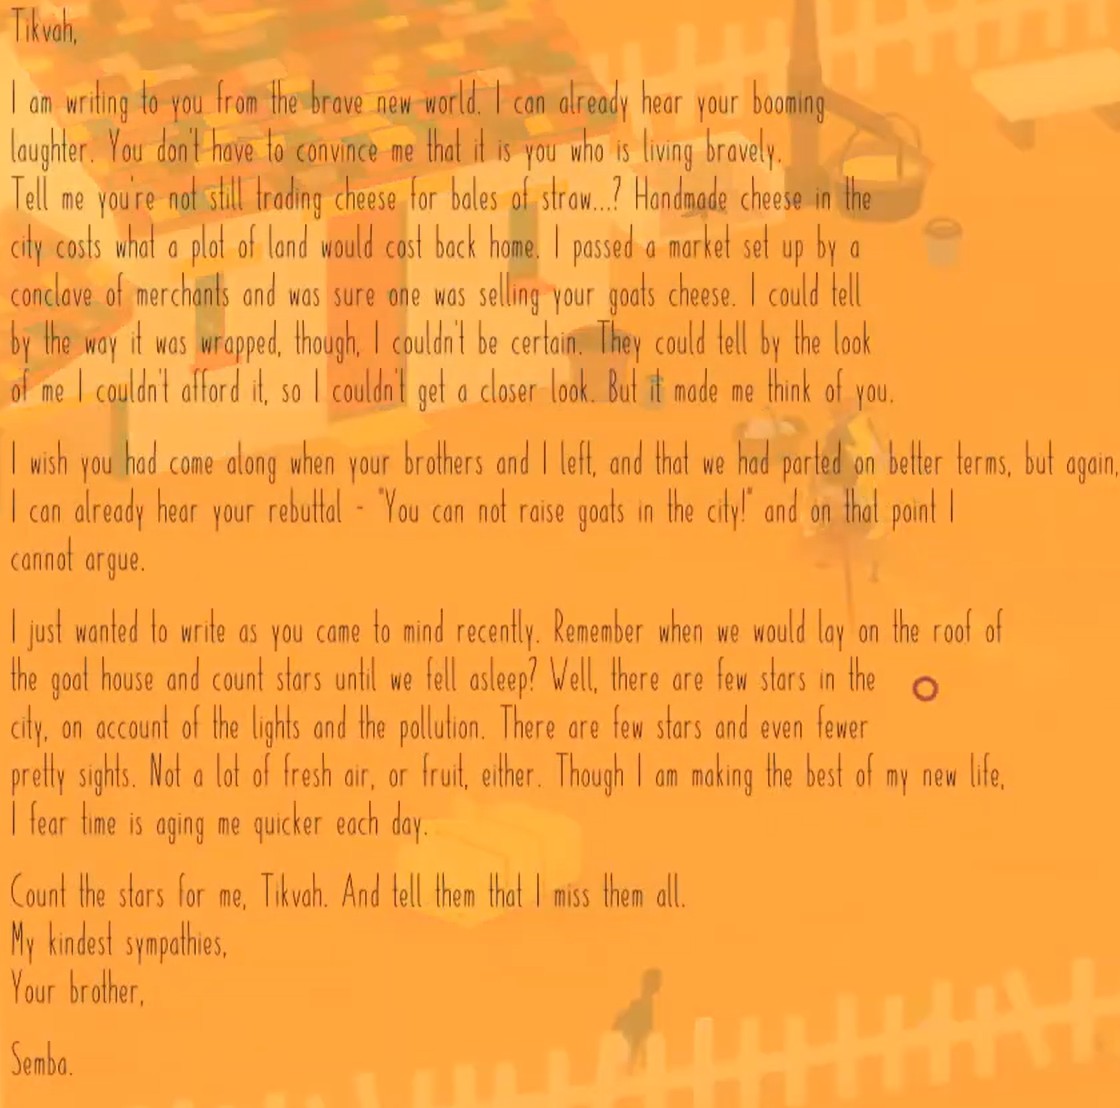 Tikvah,
I am writing to you from the brave new world. I can already hear your booming
laughter. You don't have to convince me that it is you who is living bravely.
Tell me you're not still trading cheese for bales of straw...? Handmade cheese in the
city costs what a plot of land would cost back home. I passed a market set up by a
conclave of merchants and was sure one was selling your goats cheese. I could tell
by the way it was wrapped, though, I couldn't be certain. They could tell by the look
of me I couldn't afford it, so I couldn't get a closer look. But it made me think of you.
I wish you had come along when your brothers and I left, and that we had parted on better terms, but again,
I can already hear your rebuttal - "You can not raise goats in the city!" and on that point I
cannot argue.
I just wanted to write as you came to mind recently. Remember when we would lay on the roof of
the goat house and count stars until we fell asleep? Well, there are few stars in the
city, on account of the lights and the pollution. There are few stars and even fewer
pretty sights. Not a lot of fresh air, or fruit, either. Though I am making the best of my new life,
I fear time is aging me quicker each day.
Count the stars for me, Tikvah. And tell them that I miss them all.
My kindest sympathies,
Your brother,
Semba.